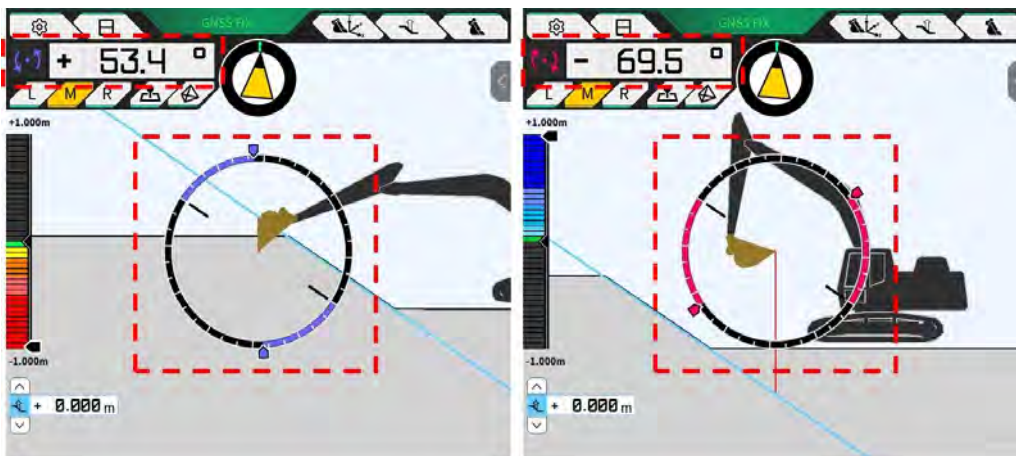 GNSS FIX
+ 53.4 °
L M R
+1.000m
-1.000m
+ 0.000 m
GNSS FIX
- 69.5 °
L M R
+1.000m
-1.000m
+ 0.000 m